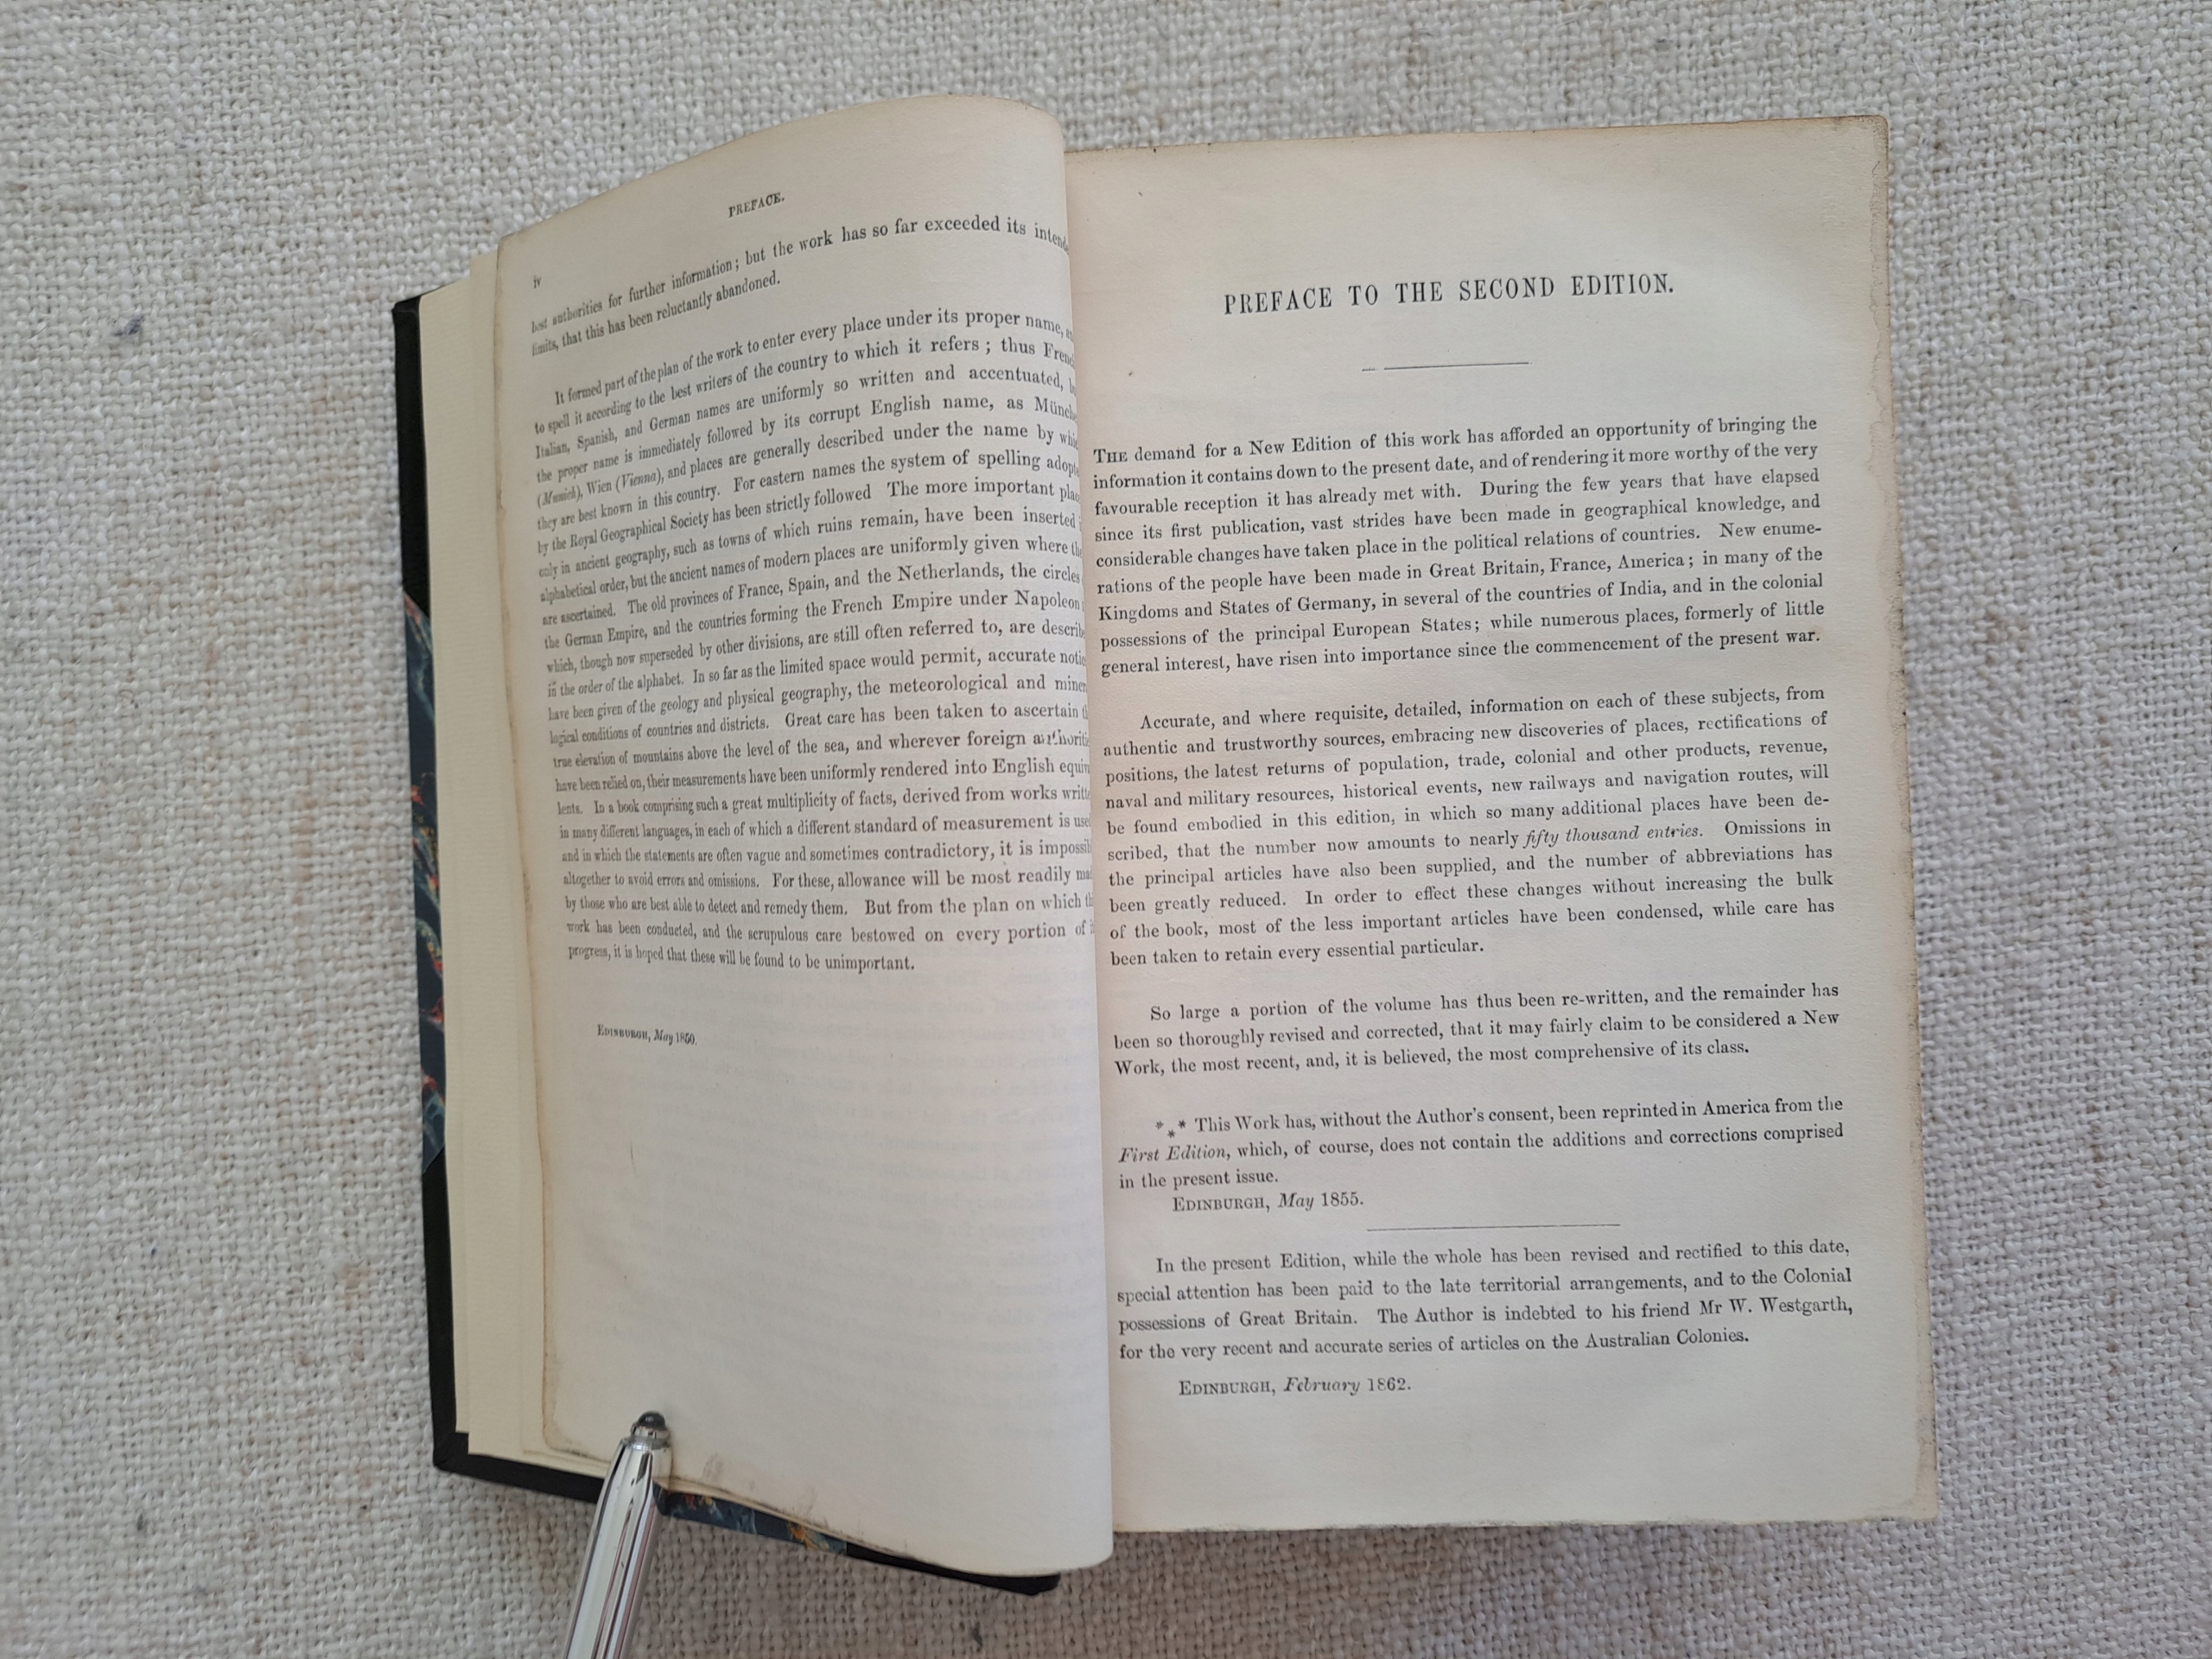 PREFACE.
iv
best authorities for further information; but the work has so far exceeded its
limits, that this has been reluctantly abandoned.
It formed part of the plan of the work to enter every place under its proper name,
to spell it according to the best writers of the country to which it refers; thus
Italian, Spanish, and German names are uniformly so written and accentuated,
the proper name is immediately followed by its corrupt English name, as
(Munich), Wien (Vienna), and places are generally described under the name by
they are best known in this country. For eastern names the system of spelling
by the Royal Geographical Society has been strictly followed The more important
only in ancient geography, such as towns of which ruins remain, have been inserted
alphabetical order, but the ancient names of modern places are uniformly given where
are ascertained. The old provinces of France, Spain, and the Netherlands, the circles
the German Empire, and the countries forming the French Empire under Napoleon
which, though now superseded by other divisions, are still often referred to, are
in the order of the alphabet. In so far as the limited space would permit, accurate
have been given of the geology and physical geography, the meteorological and
logical conditions of countries and districts. Great care has been taken to ascertain
true elevation of mountains above the level of the sea, and wherever foreign
have been relied on, their measurements have been uniformly rendered into English
lents. In a book comprising such a great multiplicity of facts, derived from works
in many different languages, in each of which a different standard of measurement is
and in which the statements are often vague and sometimes contradictory, it is
altogether to avoid errors and omissions. For these, allowance will be most readily
by those who are best able to detect and remedy them. But from the plan on which
work has been conducted, and the scrupulous care bestowed on every portion of
progress, it is hoped that these will be found to be unimportant.
EDINBURGH, May 1850.
PREFACE TO THE SECOND EDITION.
THE demand for a New Edition of this work has afforded an opportunity of bringing the
information it contains down to the present date, and of rendering it more worthy of the very
favourable reception it has already met with. During the few years that have elapsed
since its first publication, vast strides have been made in geographical knowledge, and
considerable changes have taken place in the political relations of countries. New enume-
rations of the people have been made in Great Britain, France, America; in many of the
Kingdoms and States of Germany, in several of the countries of India, and in the colonial
possessions of the principal European States; while numerous places, formerly of little
general interest, have risen into importance since the commencement of the present war.
Accurate, and where requisite, detailed, information on each of these subjects, from
authentic and trustworthy sources, embracing new discoveries of places, rectifications of
positions, the latest returns of population, trade, colonial and other products, revenue,
naval and military resources, historical events, new railways and navigation routes, will
be found embodied in this edition, in which so many additional places have been de-
scribed, that the number now amounts to nearly fifty thousand entries. Omissions in
the principal articles have also been supplied, and the number of abbreviations has
been greatly reduced. In order to effect these changes without increasing the bulk
of the book, most of the less important articles have been condensed, while care has
been taken to retain every essential particular.
So large a portion of the volume has thus been re-written, and the remainder has
been so thoroughly revised and corrected, that it may fairly claim to be considered a New
Work, the most recent, and, it is believed, the most comprehensive of its class.
*** This Work has, without the Author's consent, been reprinted in America from the
First Edition, which, of course, does not contain the additions and corrections comprised
in the present issue.
EDINBURGH, May 1855.
In the present Edition, while the whole has been revised and rectified to this date,
special attention has been paid to the late territorial arrangements, and to the Colonial
possessions of Great Britain. The Author is indebted to his friend Mr W. Westgarth,
for the very recent and accurate series of articles on the Australian Colonies.
EDINBURGH, February 1862.